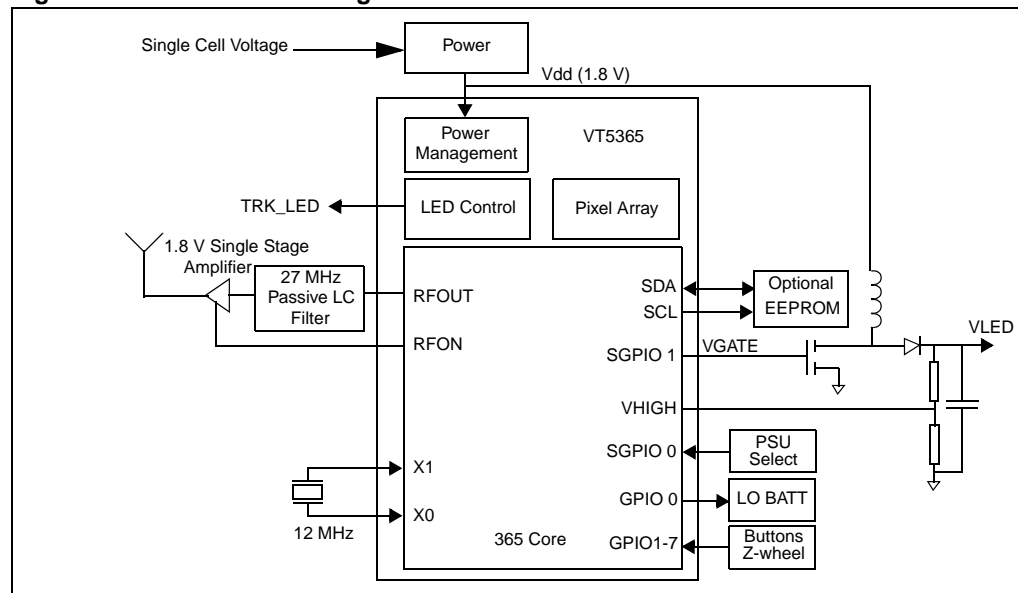 Single Cell Voltage
Power
Vdd (1.8 V)
Power
Management
VT5365
TRK_LED
LED Control
Pixel Array
1.8 V Single Stage
Amplifier
27 MHz
Passive LC
Filter
RFOUT
RFON
SDA
SCL
Optional
EEPROM
VLED
SGPIO 1
VGATE
VHIGH
SGPIO 0
PSU
Select
X1
X0
12 MHz
GPIO 0
LO BATT
365 Core
GPIO1-7
Buttons
Z-wheel